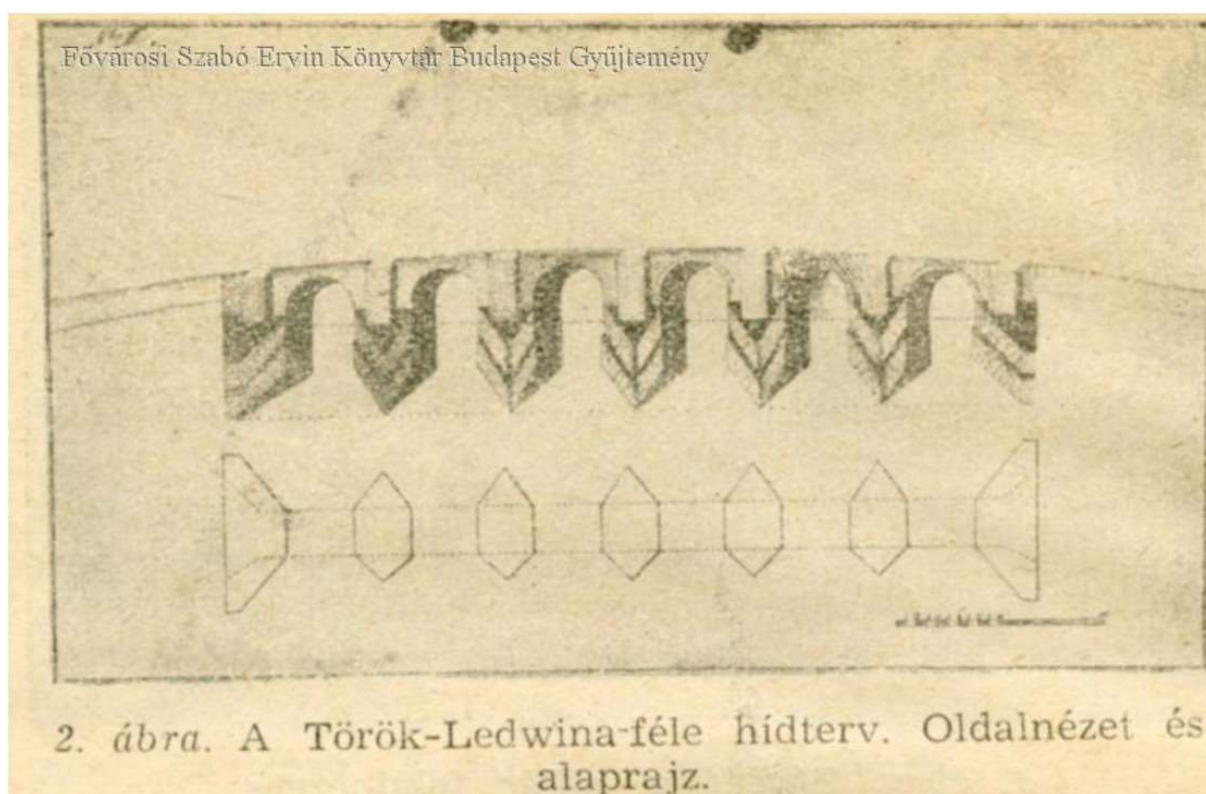 Fővárosi Szabó Ervin Könyvtár Budapest Gyűjtemény
2. ábra. A Török-Ledwina-féle hídterv. Oldalnézet és
alaprajz.